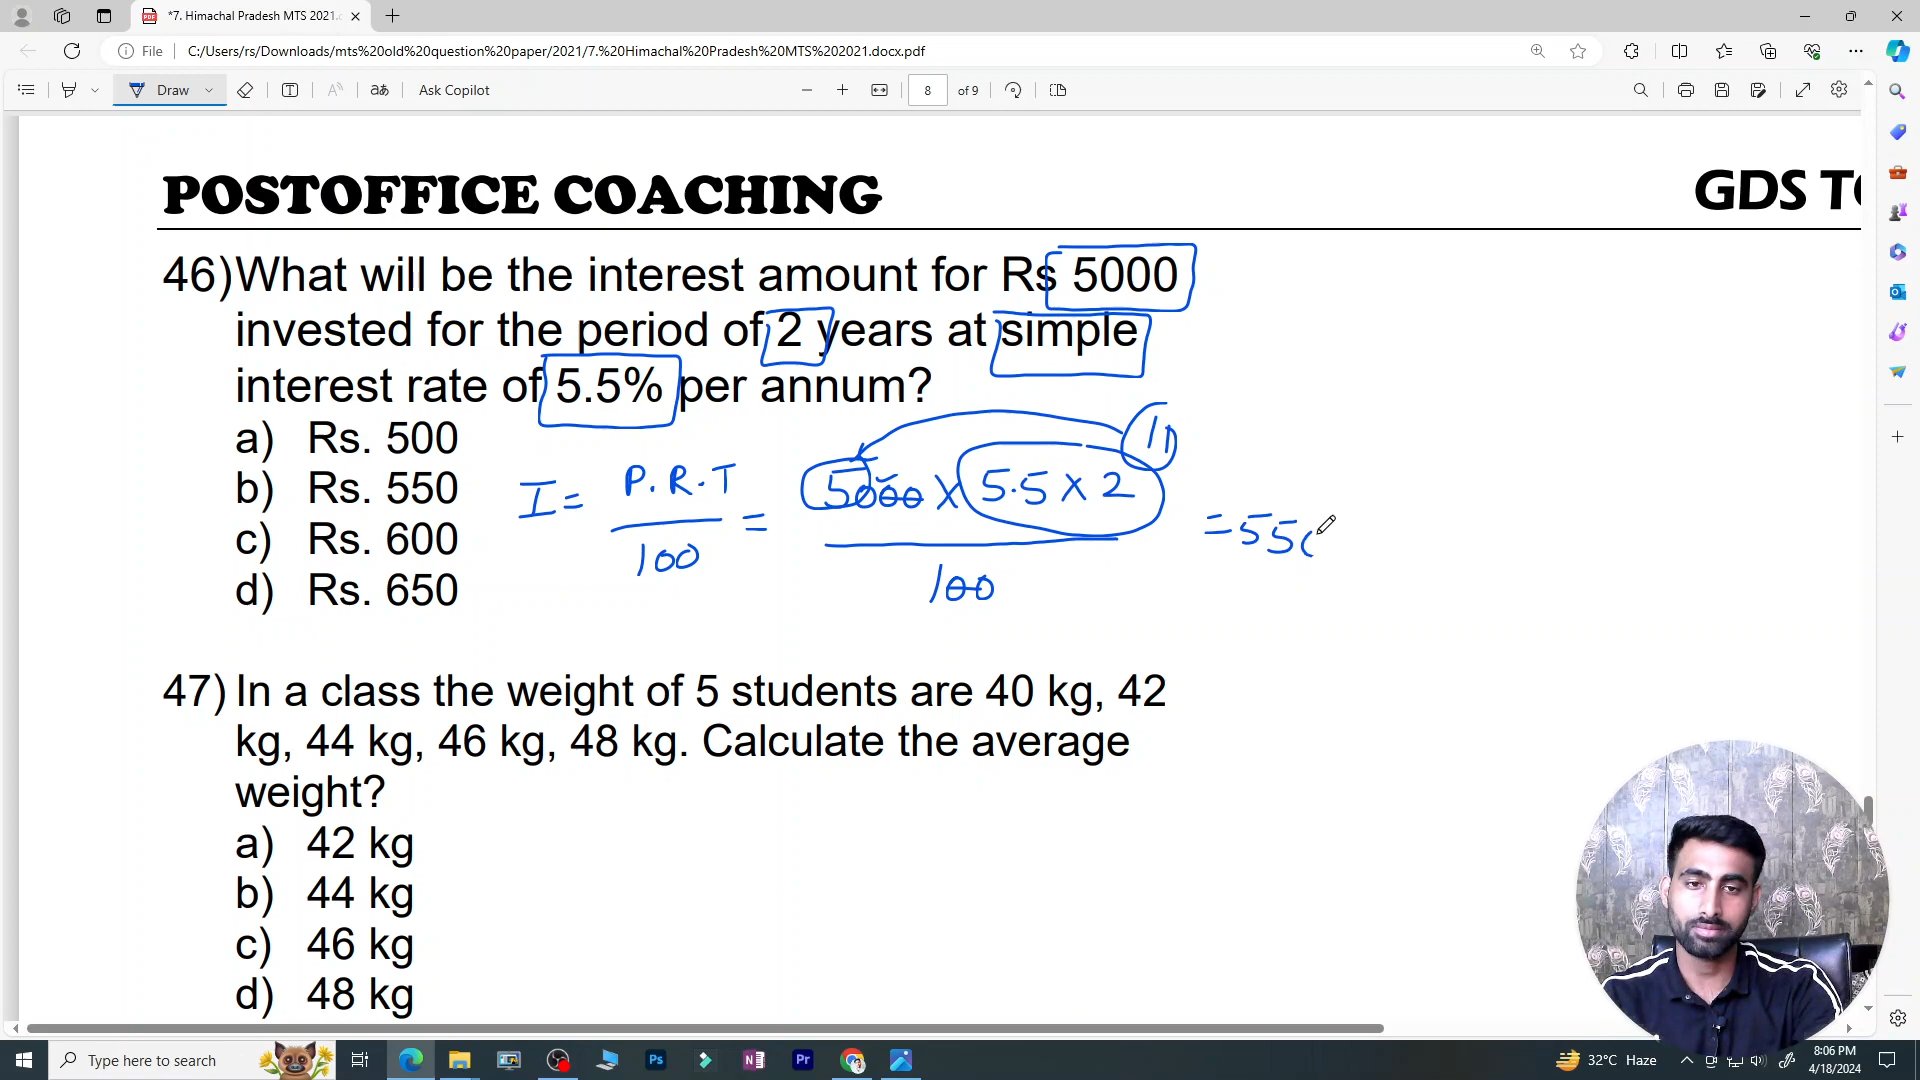 *7. Himachal Pradesh MTS 2021.
File C:/Users/rs/Downloads/mts%20old%20question%20paper/2021/7.%20Himachal%20Pradesh%20MTS%202021.docx.pdf
Draw aあ Ask Copilot 8 of 9
POSTOFFICE COACHING GDS T
46) What will be the interest amount for Rs 5000
invested for the period of 2 years at simple
interest rate of 5.5% per annum?
a) Rs. 500
b) Rs. 550
c) Rs. 600
d) Rs. 650
11
I = P.R.T / 100 = 5000 × 5.5 × 2 / 100 = 550
47) In a class the weight of 5 students are 40 kg, 42
kg, 44 kg, 46 kg, 48 kg. Calculate the average
weight?
a) 42 kg
b) 44 kg
c) 46 kg
d) 48 kg
Type here to search
Ps
N
Pr
32°C Haze
8:06 PM
4/18/2024